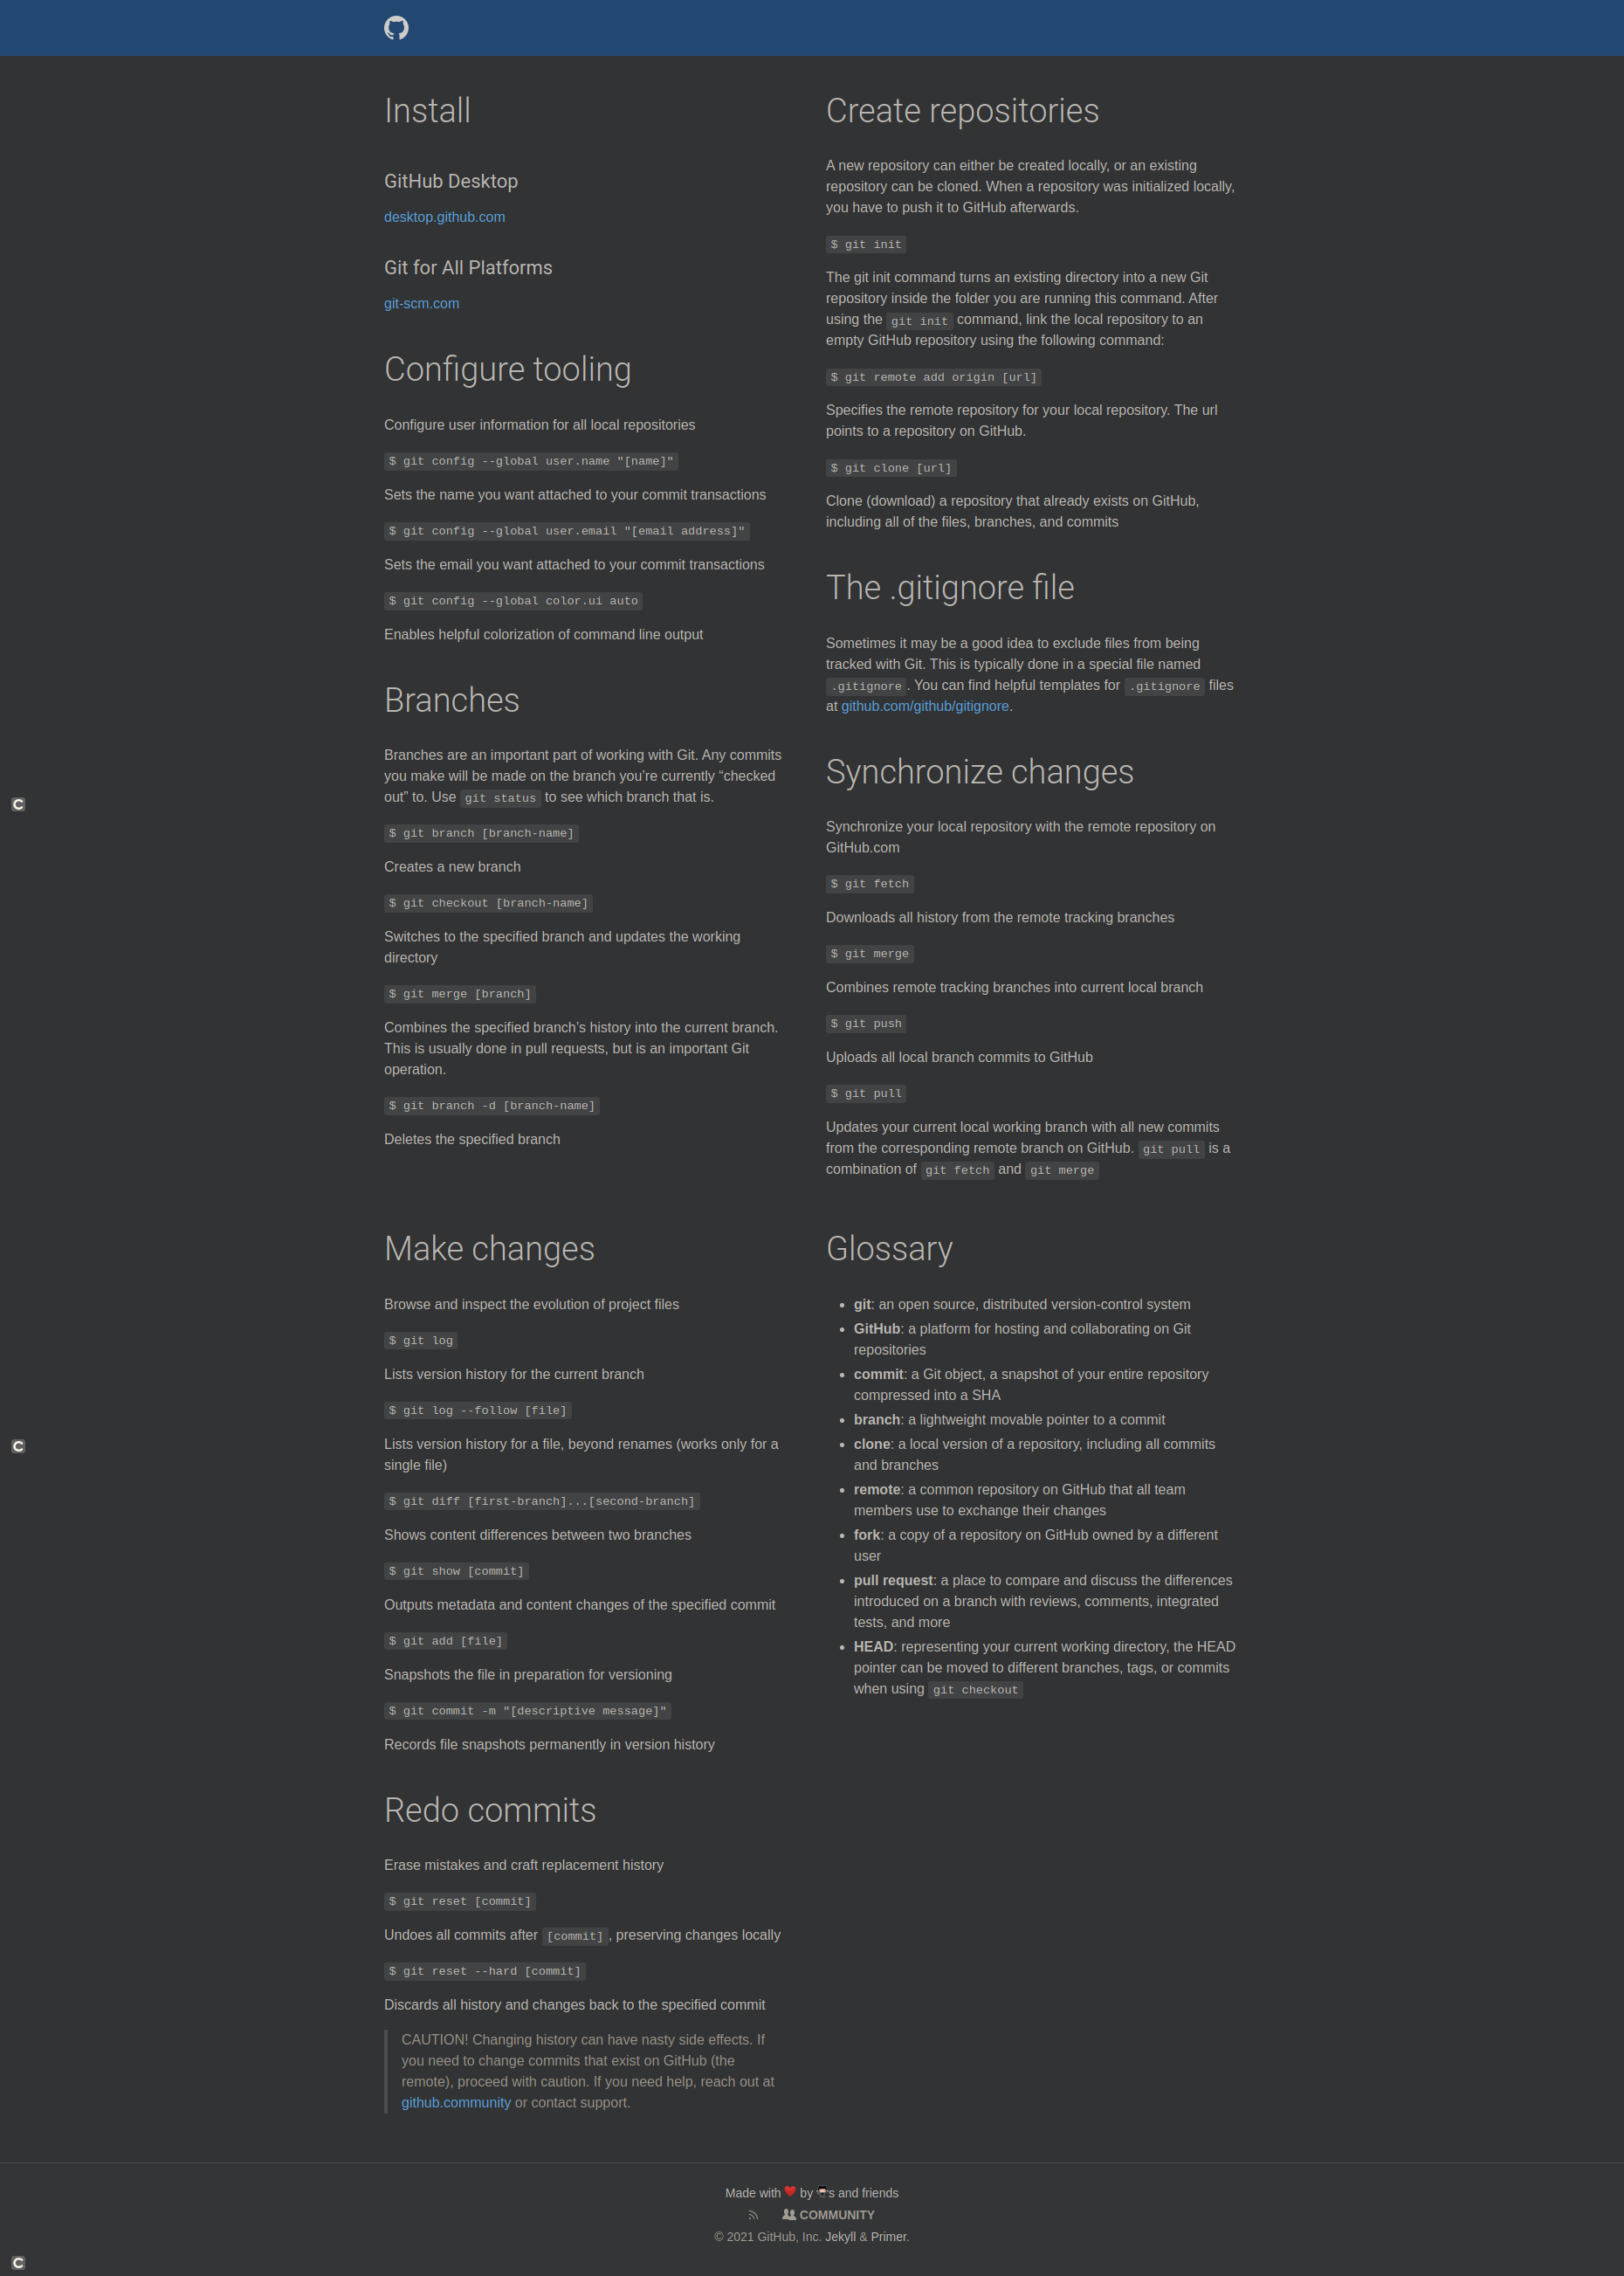 Install
GitHub Desktop
desktop.github.com
Git for All Platforms
git-scm.com
Configure tooling
Configure user information for all local repositories
$ git config --global user.name "[name]"
Sets the name you want attached to your commit transactions
$ git config --global user.email "[email address]"
Sets the email you want attached to your commit transactions
$ git config --global color.ui auto
Enables helpful colorization of command line output
Branches
Branches are an important part of working with Git. Any commits
you make will be made on the branch you’re currently “checked
out” to. Use git status to see which branch that is.
$ git branch [branch-name]
Creates a new branch
$ git checkout [branch-name]
Switches to the specified branch and updates the working
directory
$ git merge [branch]
Combines the specified branch’s history into the current branch.
This is usually done in pull requests, but is an important Git
operation.
$ git branch -d [branch-name]
Deletes the specified branch
Create repositories
A new repository can either be created locally, or an existing
repository can be cloned. When a repository was initialized locally,
you have to push it to GitHub afterwards.
$ git init
The git init command turns an existing directory into a new Git
repository inside the folder you are running this command. After
using the git init command, link the local repository to an
empty GitHub repository using the following command:
$ git remote add origin [url]
Specifies the remote repository for your local repository. The url
points to a repository on GitHub.
$ git clone [url]
Clone (download) a repository that already exists on GitHub,
including all of the files, branches, and commits
The .gitignore file
Sometimes it may be a good idea to exclude files from being
tracked with Git. This is typically done in a special file named
.gitignore. You can find helpful templates for .gitignore files
at github.com/github/gitignore.
Synchronize changes
Synchronize your local repository with the remote repository on
GitHub.com
$ git fetch
Downloads all history from the remote tracking branches
$ git merge
Combines remote tracking branches into current local branch
$ git push
Uploads all local branch commits to GitHub
$ git pull
Updates your current local working branch with all new commits
from the corresponding remote branch on GitHub. git pull is a
combination of git fetch and git merge
Make changes
Browse and inspect the evolution of project files
$ git log
Lists version history for the current branch
$ git log --follow [file]
Lists version history for a file, beyond renames (works only for a
single file)
$ git diff [first-branch]...[second-branch]
Shows content differences between two branches
$ git show [commit]
Outputs metadata and content changes of the specified commit
$ git add [file]
Snapshots the file in preparation for versioning
$ git commit -m "[descriptive message]"
Records file snapshots permanently in version history
Redo commits
Erase mistakes and craft replacement history
$ git reset [commit]
Undoes all commits after [commit], preserving changes locally
$ git reset --hard [commit]
Discards all history and changes back to the specified commit
CAUTION! Changing history can have nasty side effects. If
you need to change commits that exist on GitHub (the
remote), proceed with caution. If you need help, reach out at
github.community or contact support.
Glossary
• git: an open source, distributed version-control system
• GitHub: a platform for hosting and collaborating on Git
repositories
• commit: a Git object, a snapshot of your entire repository
compressed into a SHA
• branch: a lightweight movable pointer to a commit
• clone: a local version of a repository, including all commits
and branches
• remote: a common repository on GitHub that all team
members use to exchange their changes
• fork: a copy of a repository on GitHub owned by a different
user
• pull request: a place to compare and discuss the differences
introduced on a branch with reviews, comments, integrated
tests, and more
• HEAD: representing your current working directory, the HEAD
pointer can be moved to different branches, tags, or commits
when using git checkout
C
C
Made with ❤️ by s and friends
COMMUNITY
© 2021 GitHub, Inc. Jekyll & Primer.
C